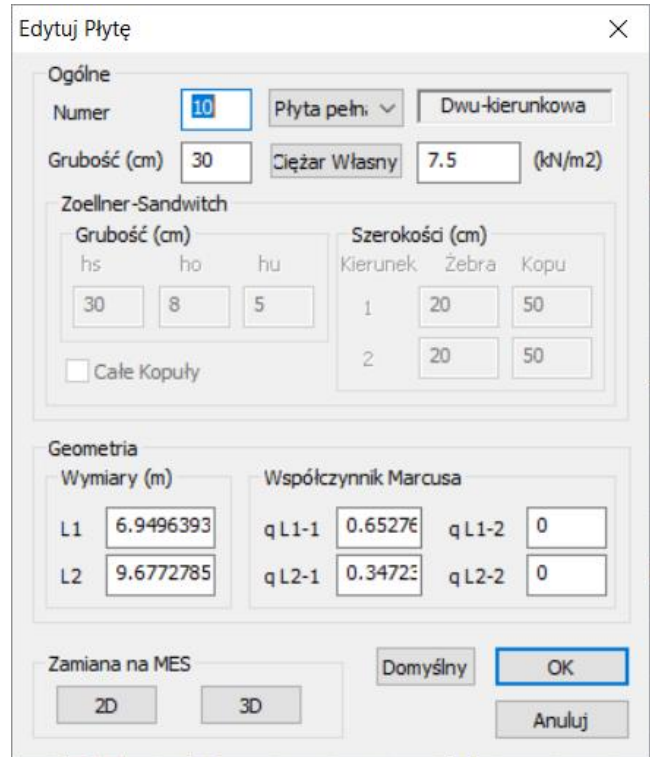 Edytuj Płytę
Ogólne
Numer 10 Płyta pełna Dwu-kierunkowa
Grubość (cm) 30 Ciężar Własny 7.5 (kN/m2)
Zoellner-Sandwitch
Grubość (cm) Szerokości (cm)
hs ho hu Kierunek Żebra Kopu
30 8 5 1 20 50
2 20 50
Całe Kopuły
Geometria
Wymiary (m) Współczynnik Marcusa
L1 6.9496393 q L1-1 0.65276 q L1-2 0
L2 9.6772785 q L2-1 0.34723 q L2-2 0
Zamiana na MES Domyślny OK
2D 3D Anuluj